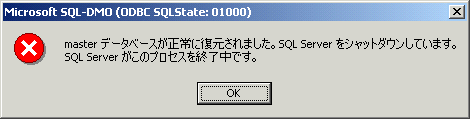 Microsoft SQL-DMO (ODBC SQLState: 01000)
master データベースが正常に復元されました。SQL Server をシャットダウンしています。
SQL Server がこのプロセスを終了中です。
OK